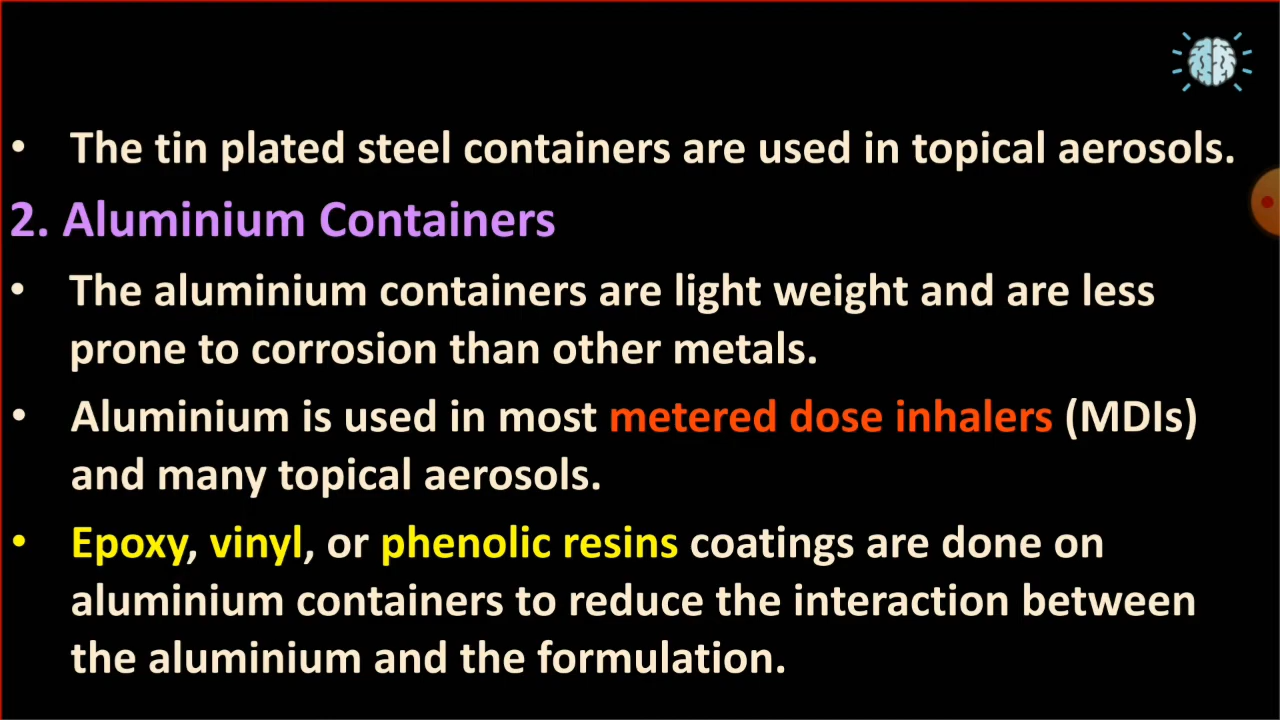 • The tin plated steel containers are used in topical aerosols.
2. Aluminium Containers
• The aluminium containers are light weight and are less
prone to corrosion than other metals.
• Aluminium is used in most metered dose inhalers (MDIs)
and many topical aerosols.
• Epoxy, vinyl, or phenolic resins coatings are done on
aluminium containers to reduce the interaction between
the aluminium and the formulation.